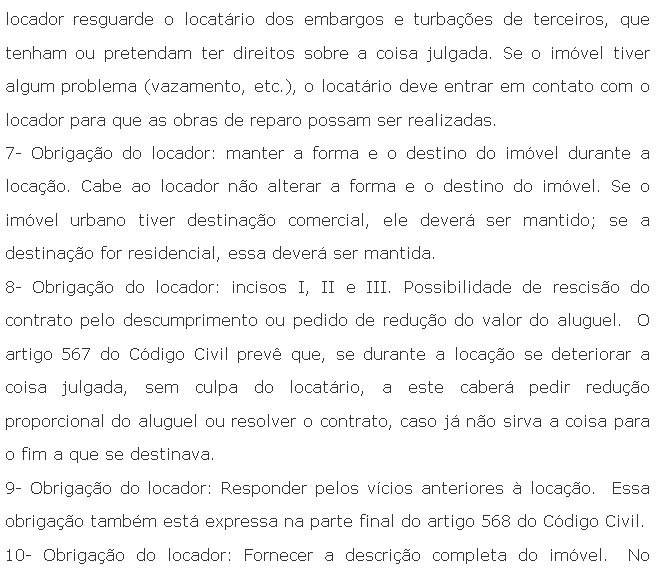 locador resguarde o locatário dos embargos e turbações de terceiros, que
tenham ou pretendam ter direitos sobre a coisa julgada. Se o imóvel tiver
algum problema (vazamento, etc.), o locatário deve entrar em contato com o
locador para que as obras de reparo possam ser realizadas.
7- Obrigação do locador: manter a forma e o destino do imóvel durante a
locação. Cabe ao locador não alterar a forma e o destino do imóvel. Se o
imóvel urbano tiver destinação comercial, ele deverá ser mantido; se a
destinação for residencial, essa deverá ser mantida.
8- Obrigação do locador: incisos I, II e III. Possibilidade de rescisão do
contrato pelo descumprimento ou pedido de redução do valor do aluguel. O
artigo 567 do Código Civil prevê que, se durante a locação se deteriorar a
coisa julgada, sem culpa do locatário, a este caberá pedir redução
proporcional do aluguel ou resolver o contrato, caso já não sirva a coisa para
o fim a que se destinava.
9- Obrigação do locador: Responder pelos vícios anteriores à locação. Essa
obrigação também está expressa na parte final do artigo 568 do Código Civil.
10- Obrigação do locador: Fornecer a descrição completa do imóvel. No